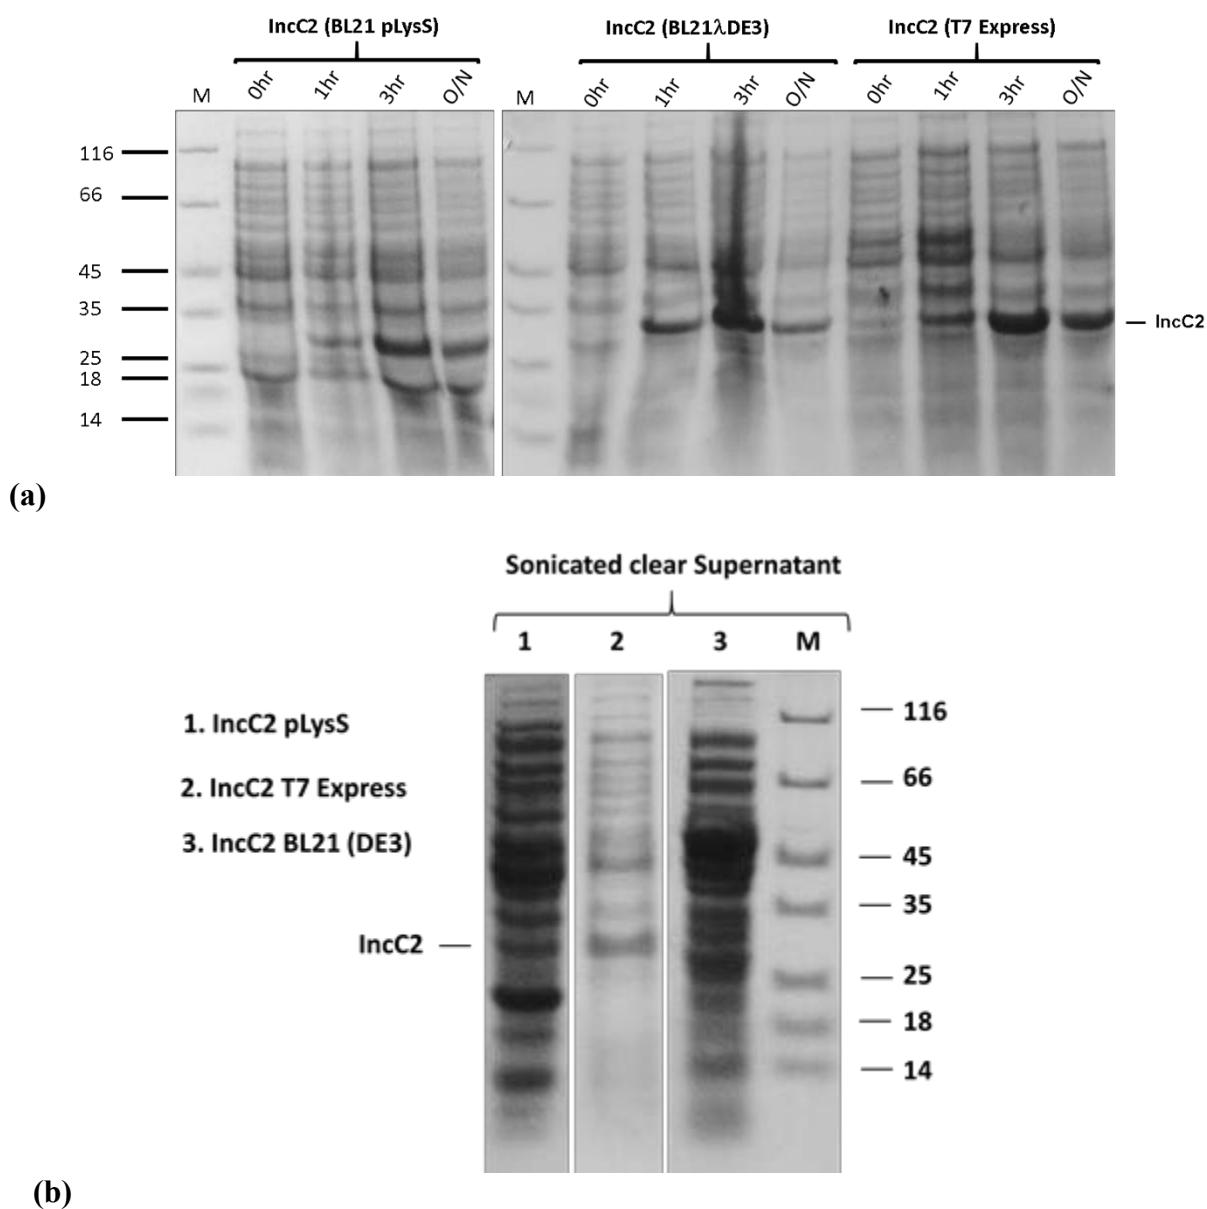 IncC2 (BL21 pLysS) IncC2 (BL21λDE3) IncC2 (T7 Express)
M 0hr 1hr 3hr O/N M 0hr 1hr 3hr O/N 0hr 1hr 3hr O/N
116
66
45
35
IncC2
25
18
14
(a)
Sonicated clear Supernatant
1 2 3 M
1. IncC2 pLysS
2. IncC2 T7 Express
3. IncC2 BL21 (DE3)
IncC2
116
66
45
35
25
18
14
(b)